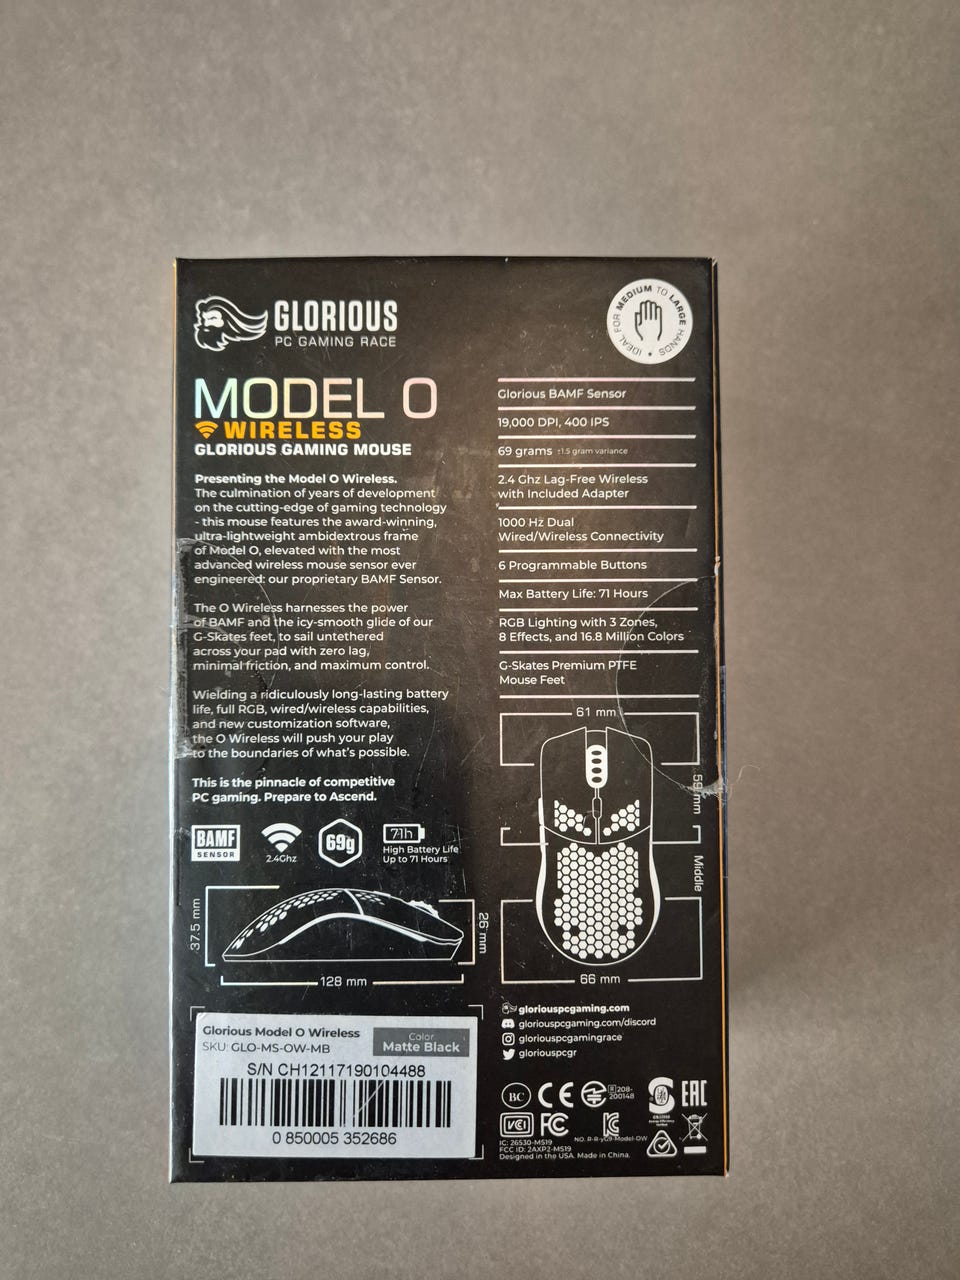 GLORIOUS
PC GAMING RACE
IDEAL FOR MEDIUM TO LARGE HANDS
MODEL O
WIRELESS
GLORIOUS GAMING MOUSE
Presenting the Model O Wireless.
The culmination of years of development
on the cutting-edge of gaming technology
- this mouse features the award-winning,
ultra-lightweight ambidextrous frame
of Model O, elevated with the most
advanced wireless mouse sensor ever
engineered: our proprietary BAMF Sensor.
The O Wireless harnesses the power
of BAMF and the icy-smooth glide of our
G-Skates feet, to sail untethered
across your pad with zero lag,
minimal friction, and maximum control.
Wielding a ridiculously long-lasting battery
life, full RGB, wired/wireless capabilities,
and new customization software,
the O Wireless will push your play
to the boundaries of what's possible.
This is the pinnacle of competitive
PC gaming. Prepare to Ascend.
BAMF
SENSOR
2.4Ghz
69g
71h
High Battery Life
Up to 71 Hours
37.5 mm
26 mm
128 mm
Glorious BAMF Sensor
19,000 DPI, 400 IPS
69 grams ±1.5 gram variance
2.4 Ghz Lag-Free Wireless
with Included Adapter
1000 Hz Dual
Wired/Wireless Connectivity
6 Programmable Buttons
Max Battery Life: 71 Hours
RGB Lighting with 3 Zones,
8 Effects, and 16.8 Million Colors
G-Skates Premium PTFE
Mouse Feet
61 mm
59 mm
Middle
66 mm
Glorious Model O Wireless
SKU: GLO-MS-OW-MB
Color
Matte Black
S/N CH12117190104488
0 850005 352686
gloriouspcgaming.com
gloriouspcgaming.com/discord
gloriouspcgamingrace
gloriouspcgr
BC
CE
R 208-
200148
EAC
VCCI
FC
IC: 26530-MS19
FCC ID: 2AXP2-MS19
Designed in the USA. Made in China.